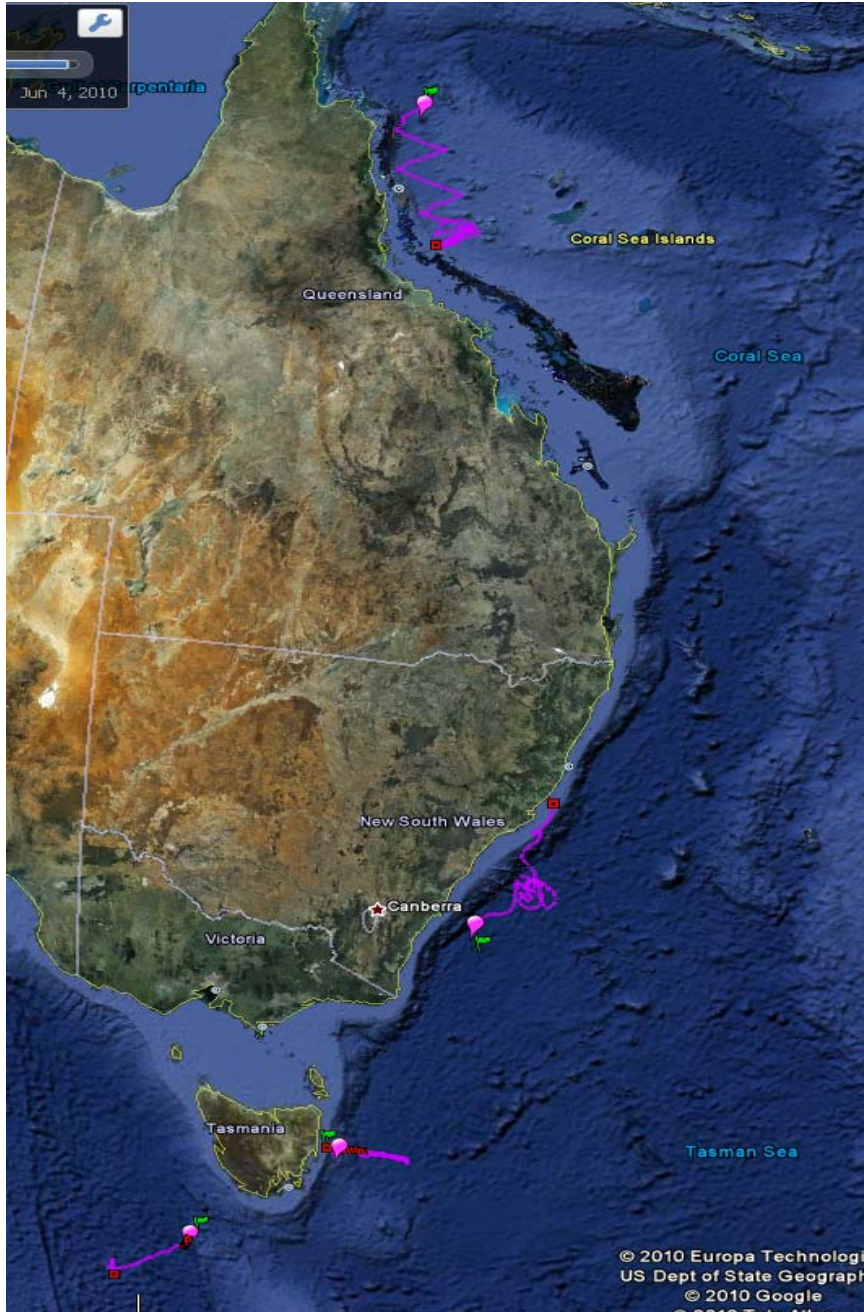 Jun 4, 2010
Carpentaria
Coral Sea Islands
Queensland
Coral Sea
New South Wales
Canberra
Victoria
Tasmania
Tasman Sea
© 2010 Europa Technologi
US Dept of State Geograph
© 2010 Google